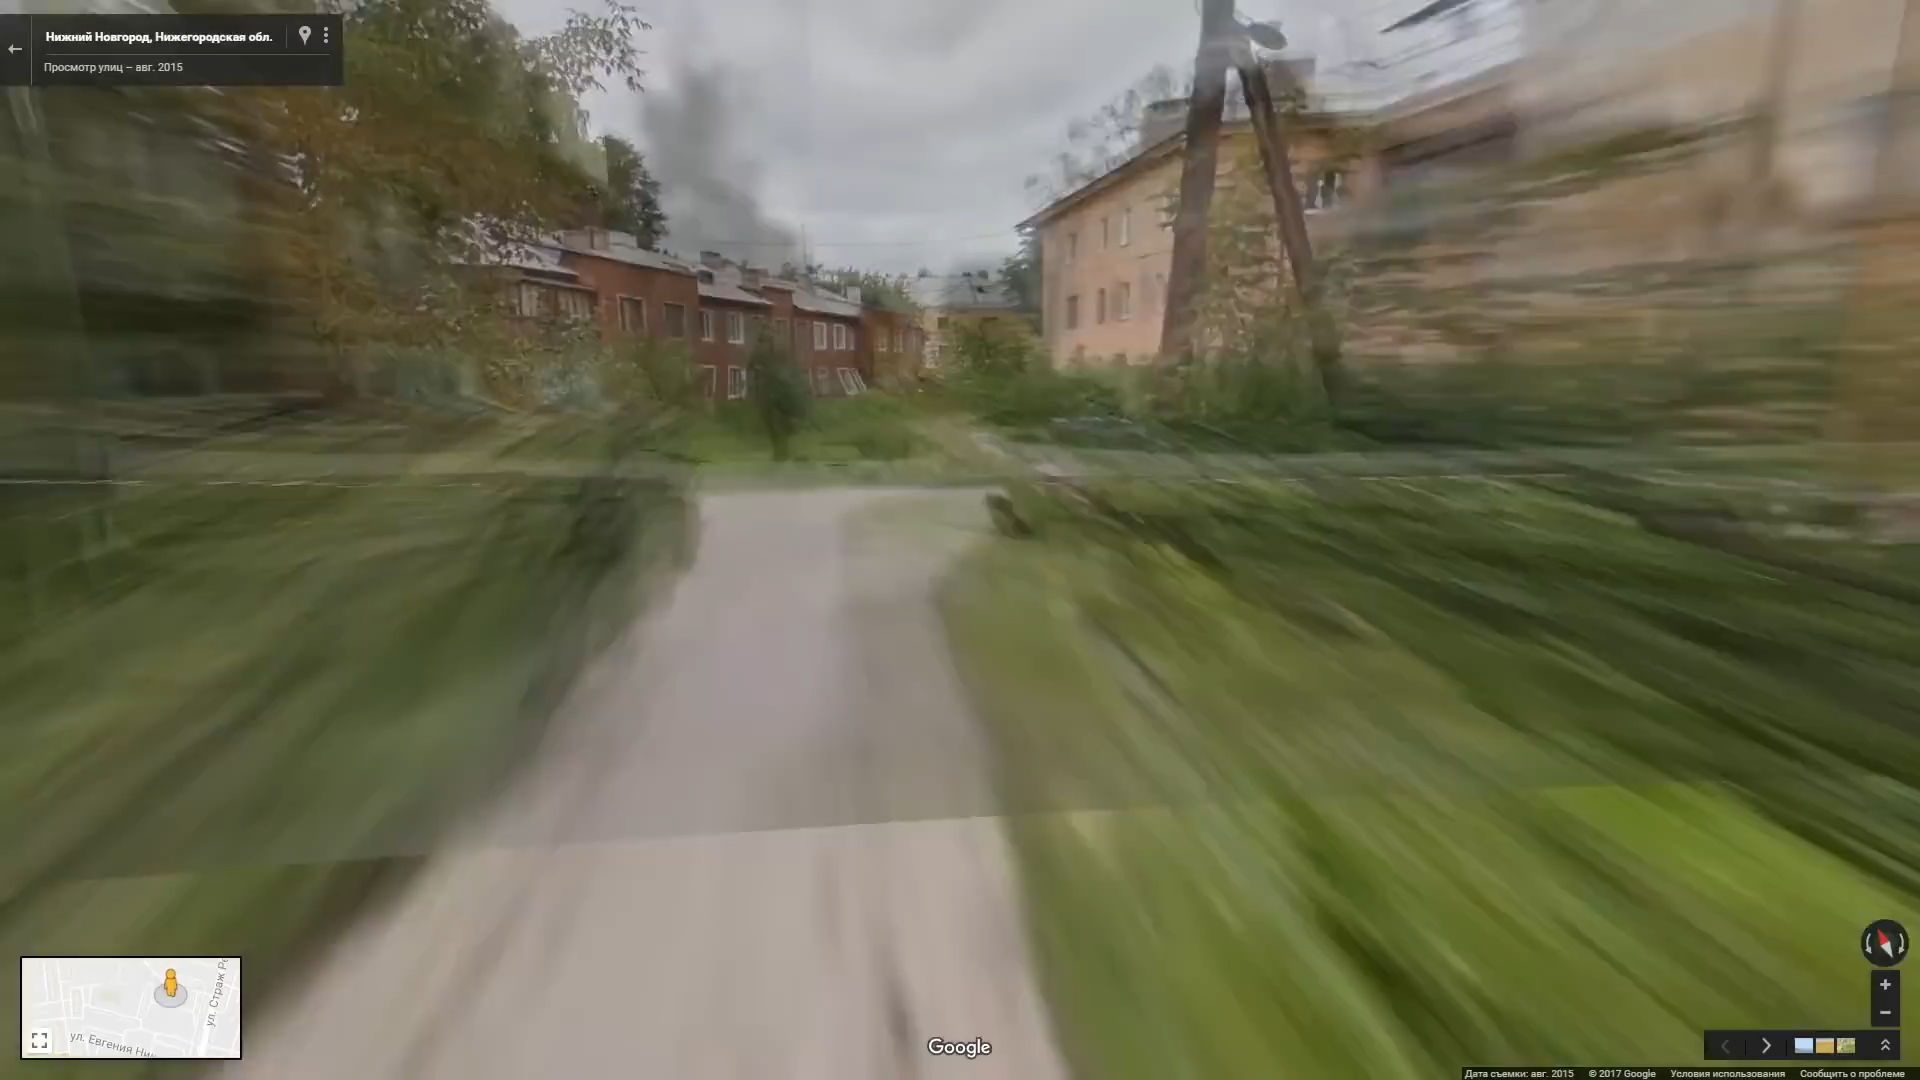 Нижний Новгород, Нижегородская обл.
Просмотр улиц – авг. 2015
ул. Страж Ре
ул. Евгения Ни
Google
Дата съемки: авг. 2015 © 2017 Google Условия использования Сообщить о проблеме